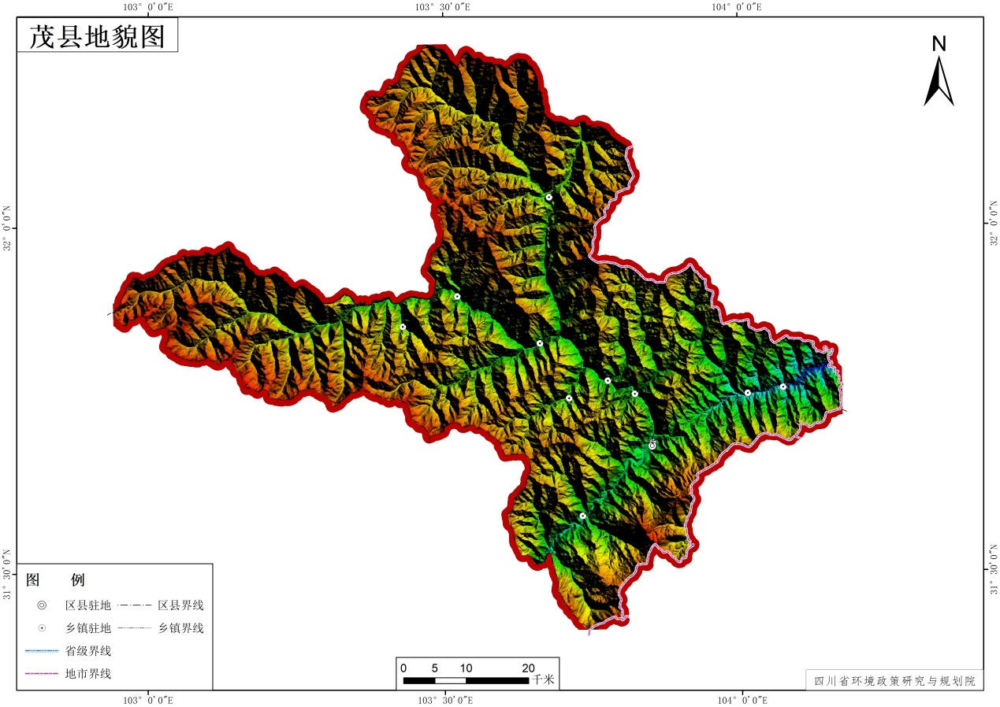 103° 0′0″E
103° 30′0″E
104° 0′0″E
茂县地貌图
N
32° 0′0″N
32° 0′0″N
31° 30′0″N
31° 30′0″N
图 例
区县驻地 区县界线
乡镇驻地 乡镇界线
省级界线
地市界线
0 5 10 20
千米
四川省环境政策研究与规划院
103° 0′0″E
103° 30′0″E
104° 0′0″E